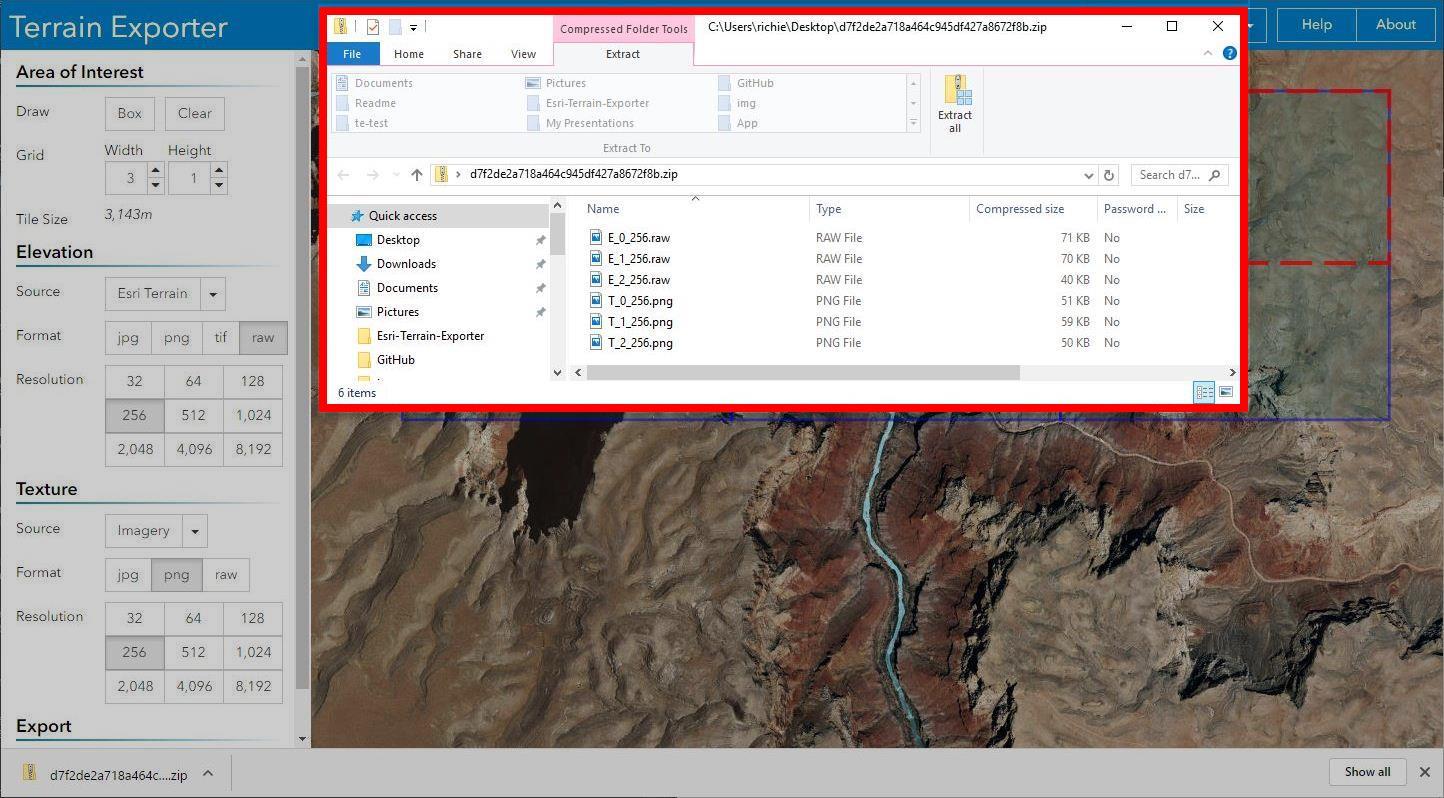 Terrain Exporter
Help
About
Area of Interest
Draw
Box
Clear
Grid
Width
Height
3
1
Tile Size
3,143m
Elevation
Source
Esri Terrain
Format
jpg
png
tif
raw
Resolution
32
64
128
256
512
1,024
2,048
4,096
8,192
Texture
Source
Imagery
Format
jpg
png
raw
Resolution
32
64
128
256
512
1,024
2,048
4,096
8,192
Export
Compressed Folder Tools
C:\Users\richie\Desktop\d7f2de2a718a464c945df427a8672f8b.zip
File
Home
Share
View
Extract
Documents
Pictures
GitHub
Readme
Esri-Terrain-Exporter
img
te-test
My Presentations
App
Extract To
Extract
all
d7f2de2a718a464c945df427a8672f8b.zip
Search d7...
Quick access
Desktop
Downloads
Documents
Pictures
Esri-Terrain-Exporter
GitHub
Name
Type
Compressed size
Password ...
Size
E_0_256.raw RAW File 71 KB No
E_1_256.raw RAW File 70 KB No
E_2_256.raw RAW File 40 KB No
T_0_256.png PNG File 51 KB No
T_1_256.png PNG File 59 KB No
T_2_256.png PNG File 50 KB No
6 items
d7f2de2a718a464c....zip
Show all